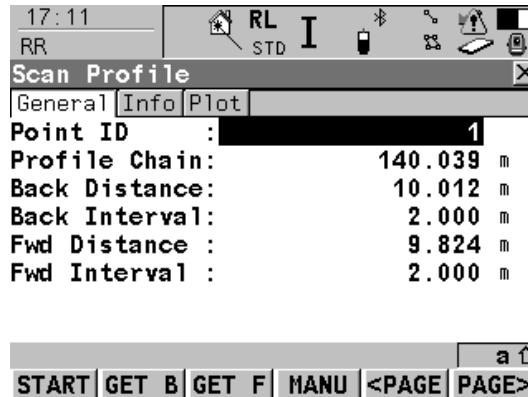 17:11
RL
RR
STD
Scan Profile
General Info Plot
Point ID : 1
Profile Chain: 140.039 m
Back Distance: 10.012 m
Back Interval: 2.000 m
Fwd Distance : 9.824 m
Fwd Interval : 2.000 m
a
START GET B GET F MANU <PAGE PAGE>